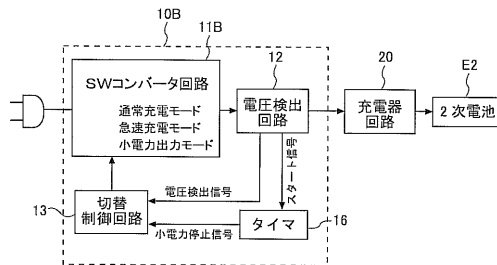 10B
11B
SWコンバータ回路
通常充電モード
急速充電モード
小電力出力モード
12
電圧検出
回路
20
充電器
回路
E2
2次電池
電圧検出信号
スタート信号
13
切替
制御回路
タイマ
16
小電力停止信号